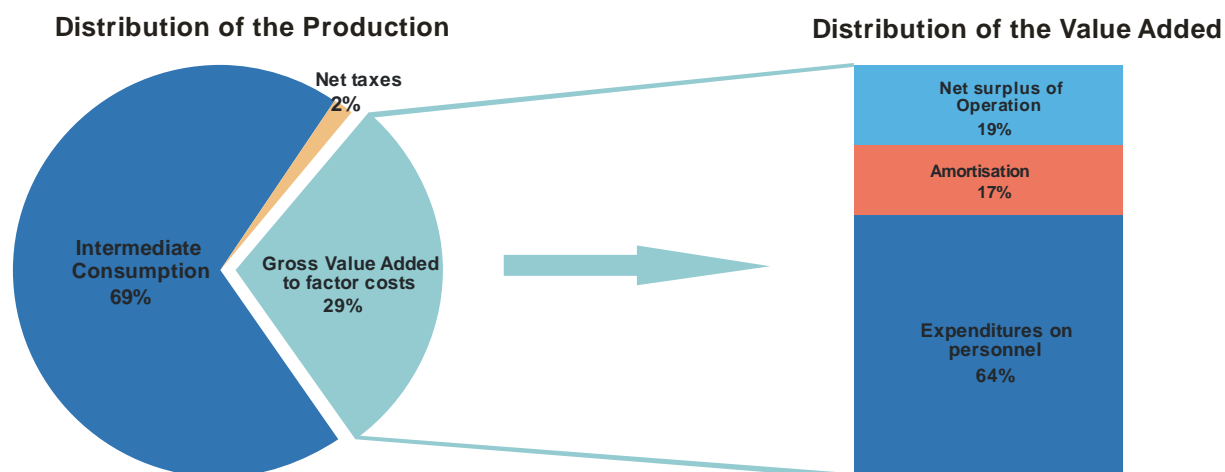 Distribution of the Production
Net taxes
2%
Intermediate
Consumption
69%
Gross Value Added
to factor costs
29%
Distribution of the Value Added
Net surplus of
Operation
19%
Amortisation
17%
Expenditures on
personnel
64%